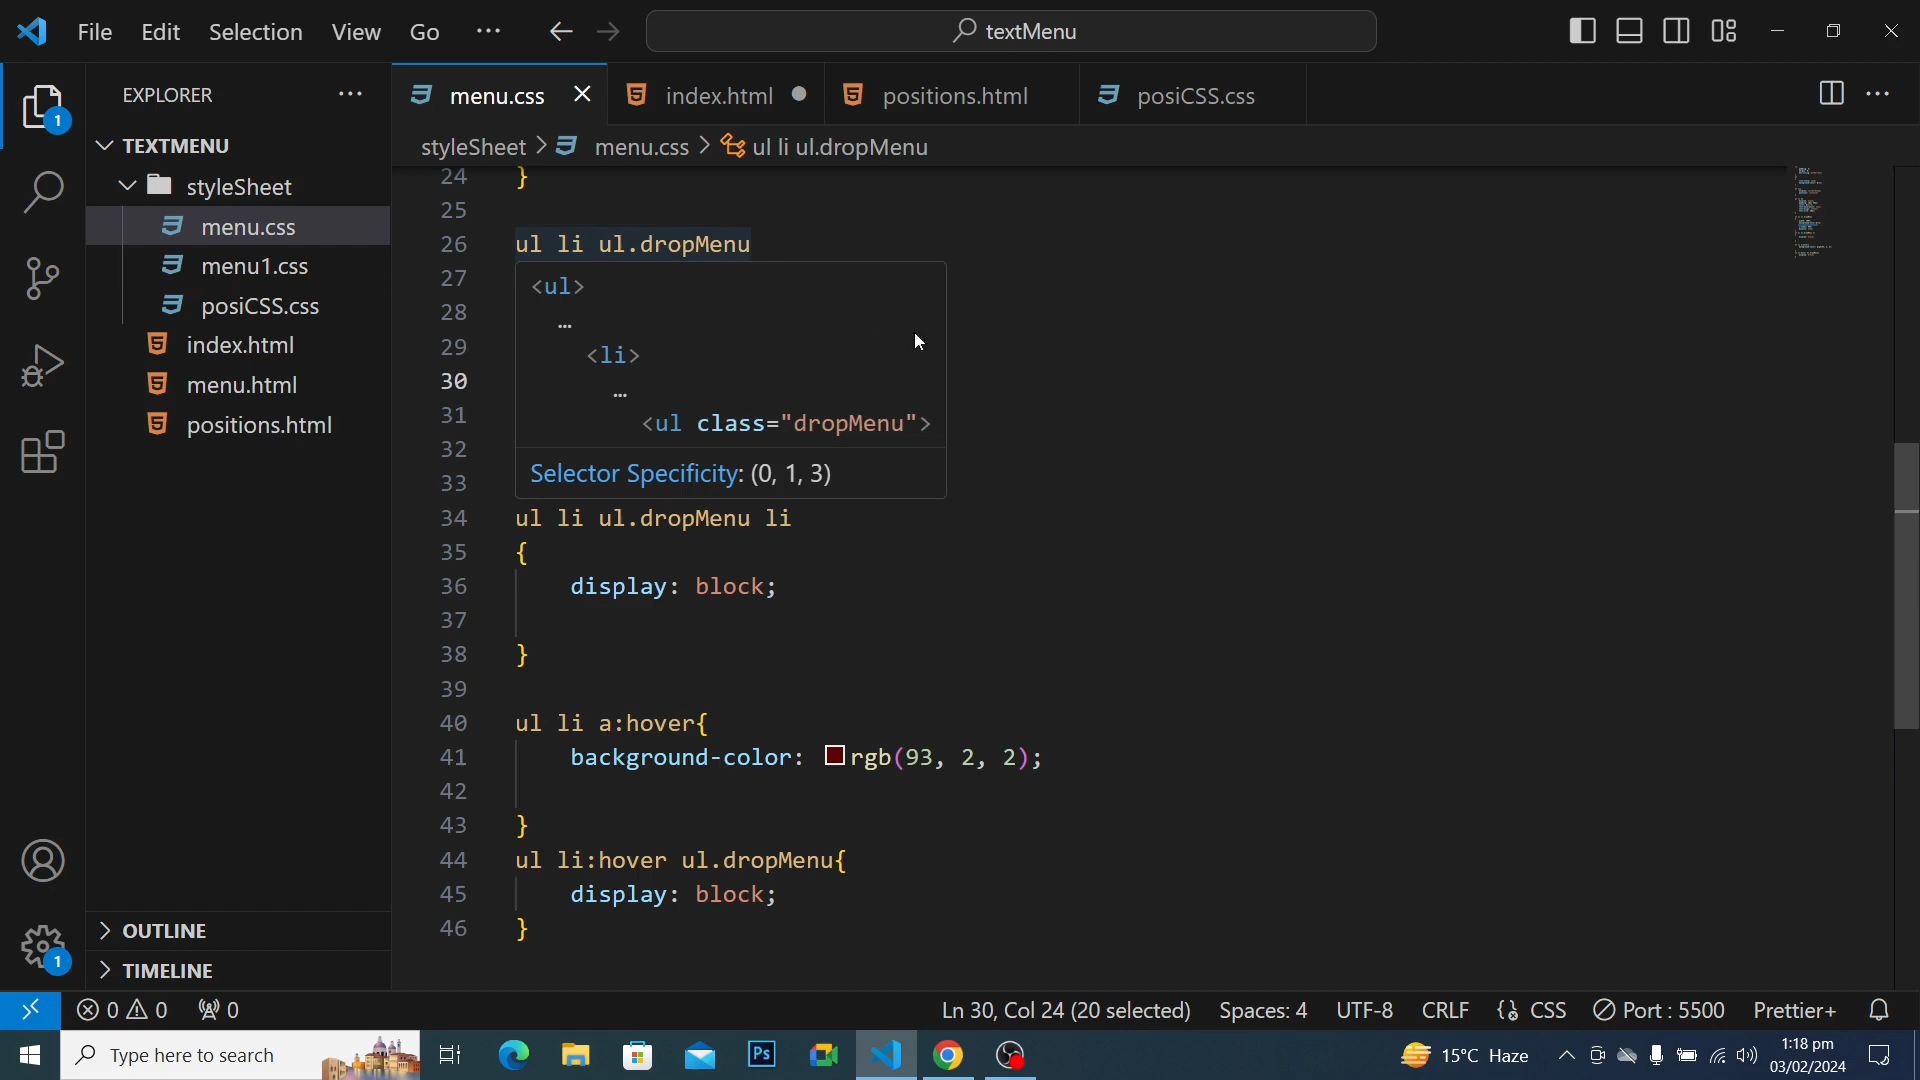 File Edit View Go ··· textMenu
EXPLORER ···
menu.css index.html positions.html posiCSS.css ···
styleSheet > menu.css > ul li ul.dropMenu
TEXTMENU
styleSheet
menu.css
menu1.css
posiCSS.css
index.html
menu.html
positions.html
OUTLINE
TIMELINE
1
1
24 }
25
26 ul li ul.dropMenu
27 <ul>
28 …
29 <li>
30 …
31 <ul class="dropMenu">
32
33 Selector Specificity: (0, 1, 3)
34 ul li ul.dropMenu li
35 {
36 display: block;
37
38 }
39
40 ul li a:hover{
41 background-color: rgb(93, 2, 2);
42
43 }
44 ul li:hover ul.dropMenu{
45 display: block;
46 }
0 0 0 Ln 30, Col 24 (20 selected) Spaces: 4 UTF-8 CRLF {} CSS Port : 5500 Prettier+
Type here to search Ps 15°C Haze 1:18 pm
03/02/2024